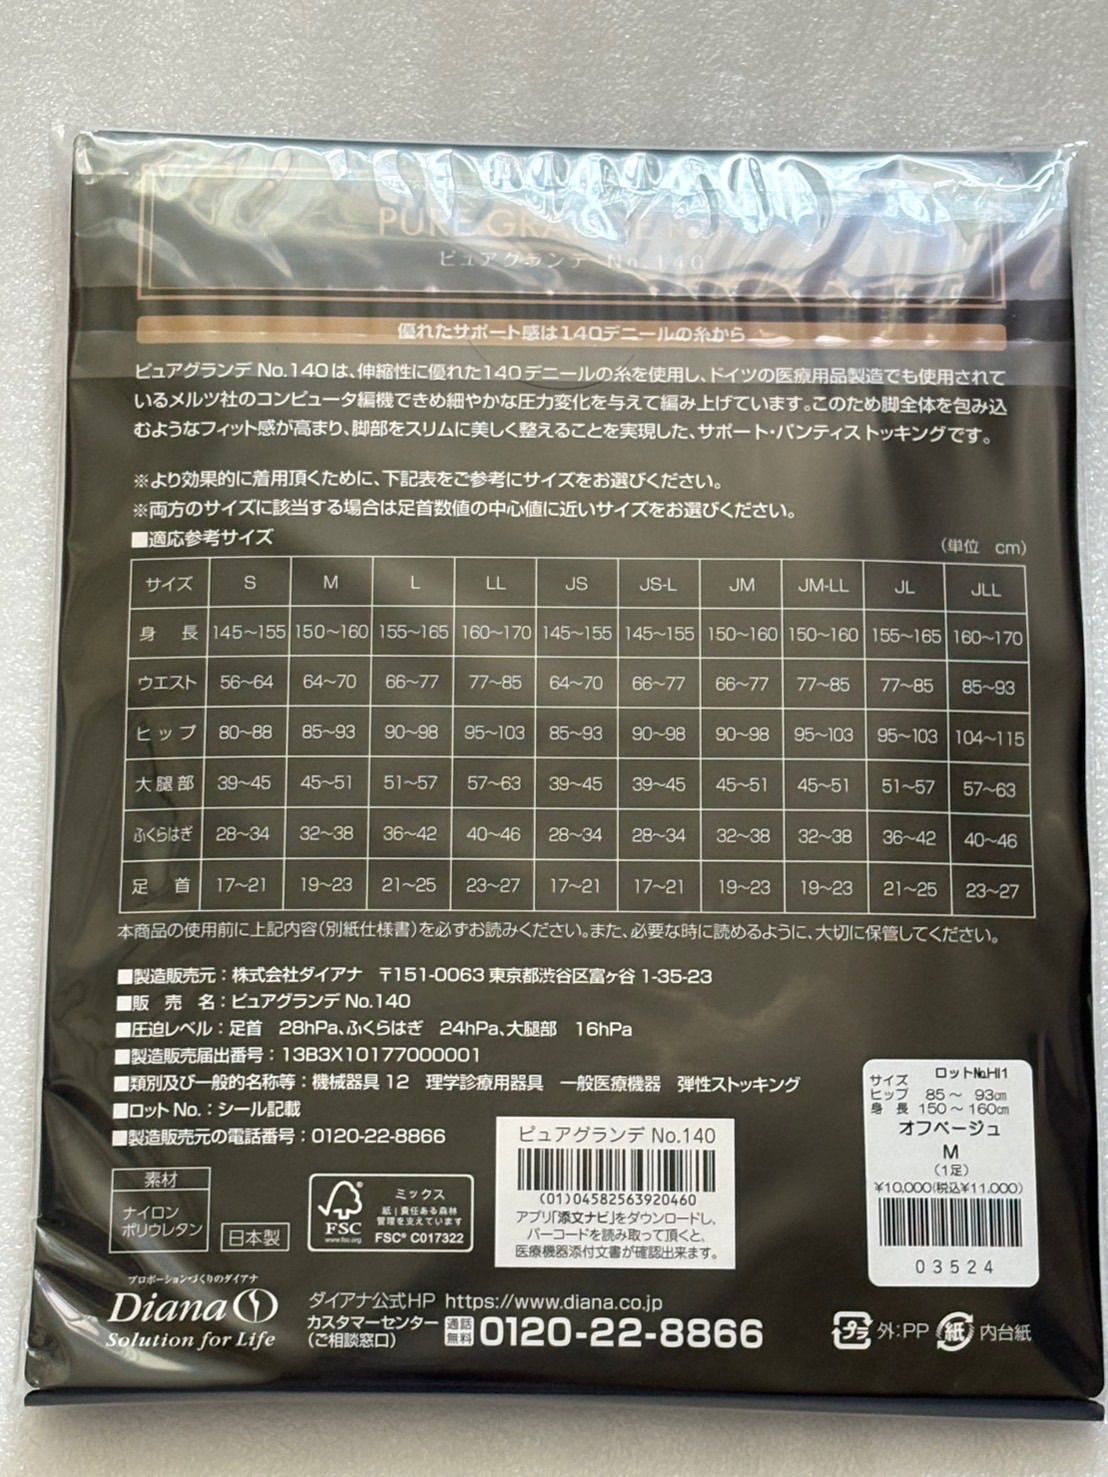 PURE GRANDE No.
ピュアグランデ No.140
優れたサポート感は140デニールの糸から
ピュアグランデ No.140は、伸縮性に優れた140デニールの糸を使用し、ドイツの医療用品製造でも使用されて
いるメルツ社のコンピュータ編機できめ細やかな圧力変化を与えて編み上げています。このため脚全体を包み込
むようなフィット感が高まり、脚部をスリムに美しく整えることを実現した、サポート・パンティストッキングです。
※より効果的に着用頂くために、下記表をご参考にサイズをお選びください。
※両方のサイズに該当する場合は足首数値の中心値に近いサイズをお選びください。
■適応参考サイズ (単位 cm)
サイズ S M L LL JS JS-L JM JM-LL JL JLL
身長 145〜155 150〜160 155〜165 160〜170 145〜155 145〜155 150〜160 150〜160 155〜165 160〜170
ウエスト 56〜64 64〜70 66〜77 77〜85 64〜70 66〜77 66〜77 77〜85 77〜85 85〜93
ヒップ 80〜88 85〜93 90〜98 95〜103 85〜93 90〜98 90〜98 95〜103 95〜103 104〜115
大腿部 39〜45 45〜51 51〜57 57〜63 39〜45 39〜45 45〜51 45〜51 51〜57 57〜63
ふくらはぎ 28〜34 32〜38 36〜42 40〜46 28〜34 28〜34 32〜38 32〜38 36〜42 40〜46
足首 17〜21 19〜23 21〜25 23〜27 17〜21 17〜21 19〜23 19〜23 21〜25 23〜27
本商品の使用前に上記内容(別紙仕様書)を必ずお読みください。また、必要な時に読めるように、大切に保管してください。
■製造販売元：株式会社ダイアナ 〒151-0063 東京都渋谷区富ヶ谷 1-35-23
■販売名：ピュアグランデ No.140
■圧迫レベル：足首 28hPa、ふくらはぎ 24hPa、大腿部 16hPa
■製造販売届出番号：13B3X10177000001
■類別及び一般的名称等：機械器具12 理学診療用器具 一般医療機器 弾性ストッキング
■ロットNo.：シール記載
■製造販売元の電話番号：0120-22-8866
素材
ナイロン
ポリウレタン
日本製
FSC
www.fsc.org
ミックス
紙｜責任ある森林
管理を支えています
FSC® C017322
ピュアグランデ No.140
(01)04582563920460
アプリ「添文ナビ」をダウンロードし、
バーコードを読み取って頂くと、
医療機器添付文書が確認出来ます。
サイズ ロットNo.H11
ヒップ 85〜 93cm
身長 150〜160cm
オフベージュ
M
(1足)
¥10,000(税込¥11,000)
03524
プロポーションづくりのダイアナ
Diana
Solution for Life
ダイアナ公式HP https://www.diana.co.jp
カスタマーセンター
(ご相談窓口)
通話
無料
0120-22-8866
プラ 外:PP 紙 内台紙